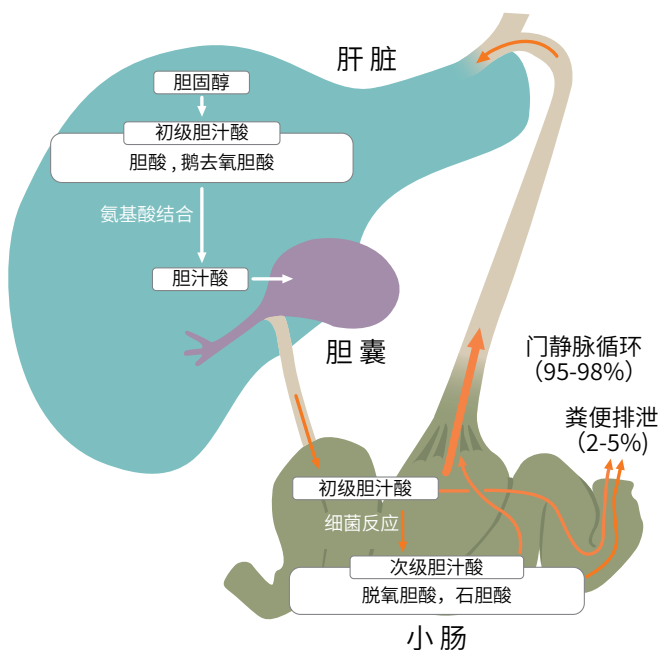 肝脏
胆固醇
初级胆汁酸
胆酸,鹅去氧胆酸
氨基酸结合
胆汁酸
胆囊
门静脉循环
（95-98%）
粪便排泄
（2-5%)
初级胆汁酸
细菌反应
次级胆汁酸
脱氧胆酸，石胆酸
小肠